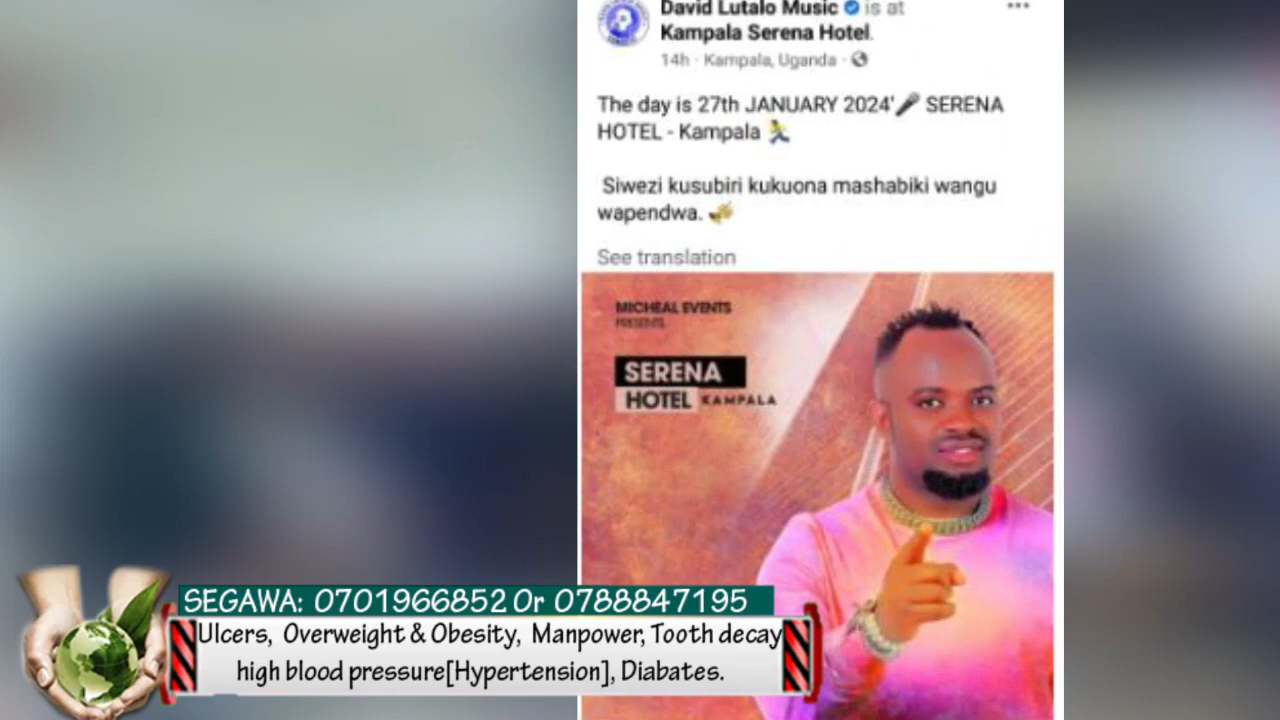 David Lutalo Music is at
Kampala Serena Hotel.
14h · Kampala, Uganda ·
The day is 27th JANUARY 2024'🎤 SERENA
HOTEL - Kampala 🏃‍♂️
Siwezi kusubiri kukuona mashabiki wangu
wapendwa. 🎺
See translation
MICHEAL EVENTS
PRESENTS
SERENA
HOTEL KAMPALA
SEGAWA: 0701966852 Or 0788847195
Ulcers, Overweight & Obesity, Manpower, Tooth decay
high blood pressure[Hypertension], Diabates.